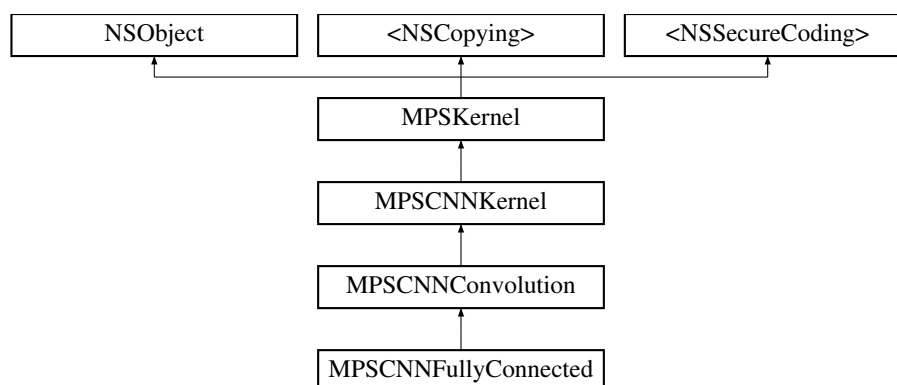 NSObject
<NSCopying>
<NSSecureCoding>
MPSKernel
MPSCNNKernel
MPSCNNConvolution
MPSCNNFullyConnected